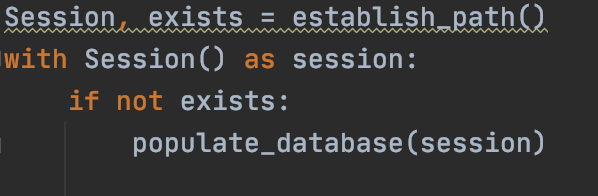 Session, exists = establish_path()
with Session() as session:
    if not exists:
        populate_database(session)